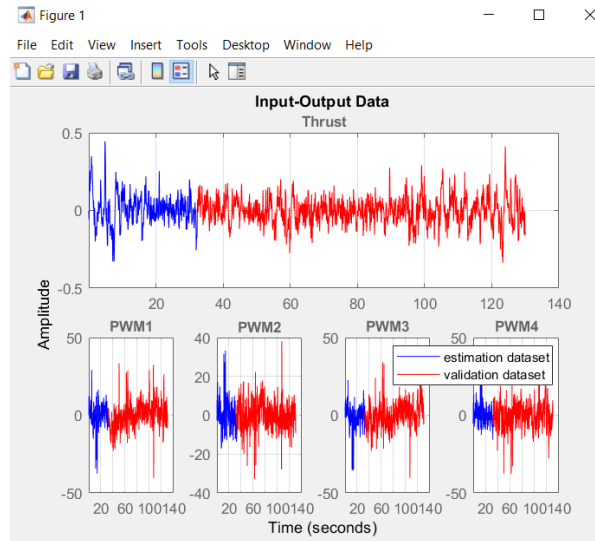 Figure 1
File Edit View Insert Tools Desktop Window Help
Input-Output Data
Thrust
0.5
0
-0.5
20 40 60 80 100 120 140
Amplitude
PWM1 PWM2 PWM3 PWM4
50 40 50 50
20
0 0 0 0
-20
-50 -40 -50 -50
estimation dataset
validation dataset
20 60 100140 20 60 100140 20 60 100140 20 60 100140
Time (seconds)